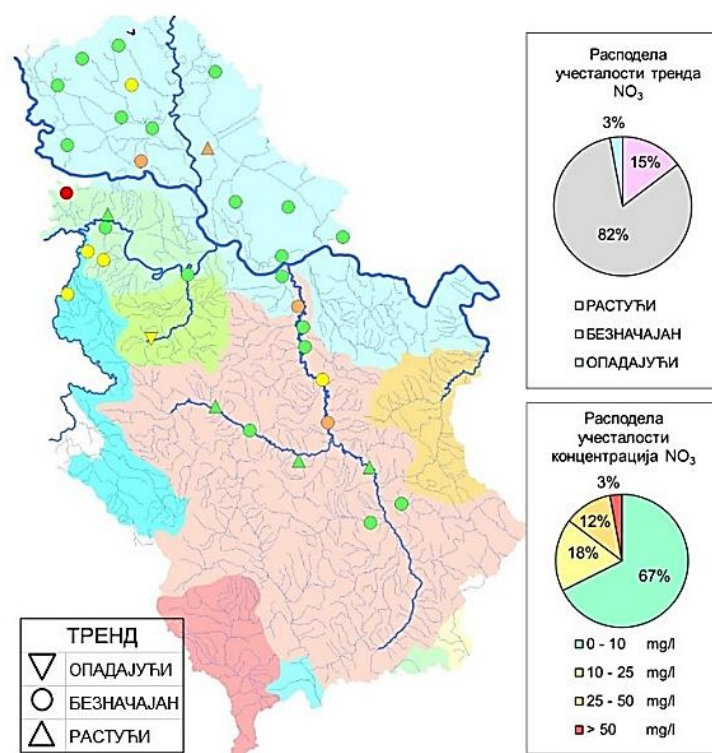 Расподела
учесталости тренда
NO3
3%
15%
82%
РАСТУЋИ
БЕЗНАЧАЈАН
ОПАДАЈУЋИ
Расподела
учесталости
концентрација NO3
3%
12%
18%
67%
0 - 10 mg/l
10 - 25 mg/l
25 - 50 mg/l
> 50 mg/l
ТРЕНД
ОПАДАЈУЋИ
БЕЗНАЧАЈАН
РАСТУЋИ